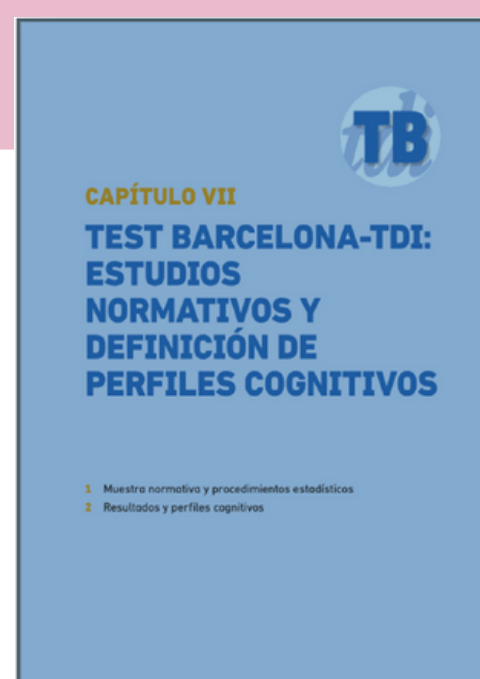 tdi
TB
CAPÍTULO VII
TEST BARCELONA-TDI:
ESTUDIOS
NORMATIVOS Y
DEFINICIÓN DE
PERFILES COGNITIVOS
1 Muestra normativa y procedimientos estadísticos
2 Resultados y perfiles cognitivos